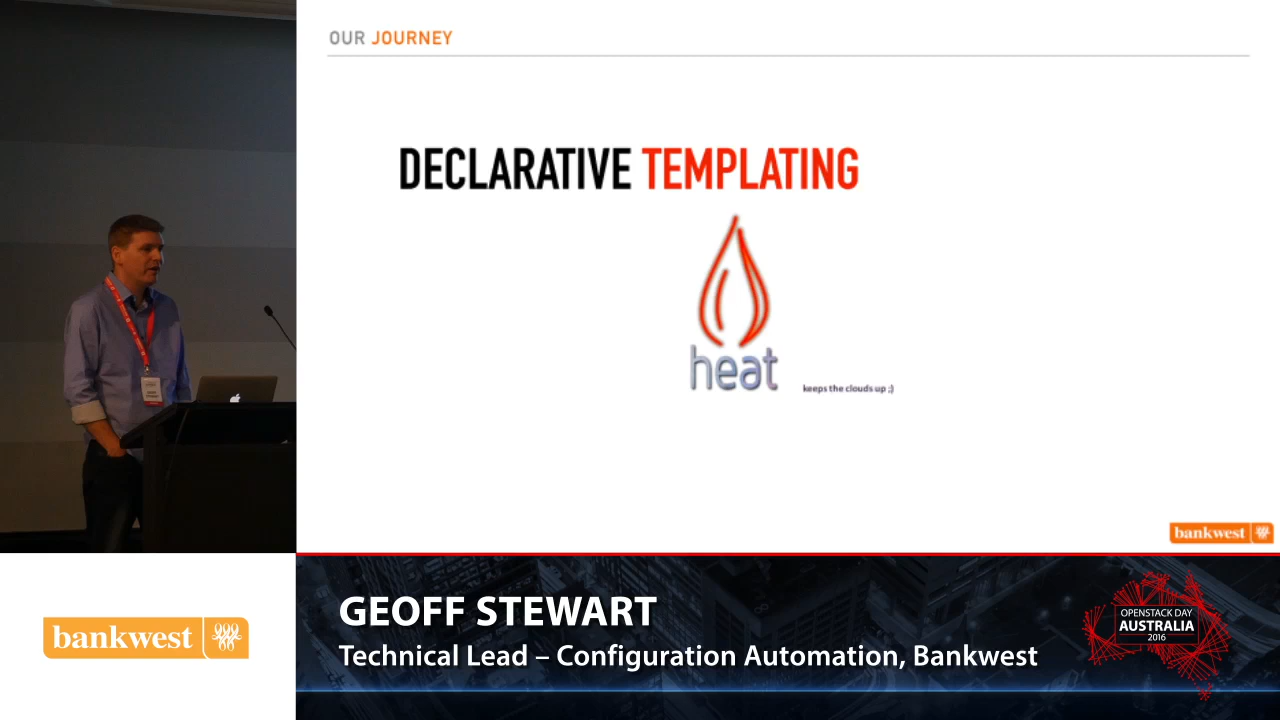 OUR JOURNEY
DECLARATIVE TEMPLATING
heat
keeps the clouds up ;)
bankwest
bankwest
GEOFF STEWART
Technical Lead – Configuration Automation, Bankwest
OPENSTACK DAY
AUSTRALIA
2016